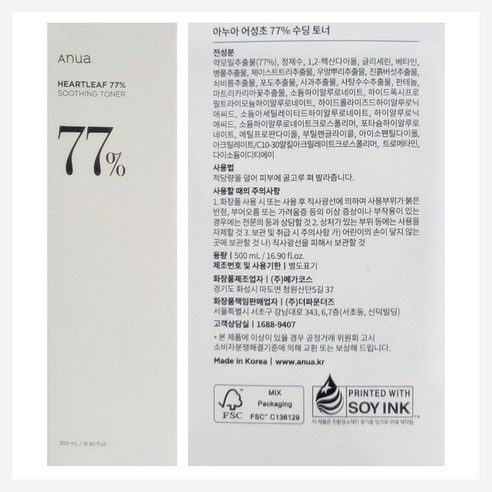 Anua
HEARTLEAF 77%
SOOTHING TONER
77%
500 mL / 16.90 fl.oz.
아누아 어성초 77% 수딩 토너
전성분
약모밀추출물(77%), 정제수, 1,2-헥산다이올, 글리세린, 베타인,
병풀추출물, 체이스트트리추출물, 우엉뿌리추출물, 진흙버섯추출물,
쇠비름추출물, 포도추출물, 사과추출물, 사탕수수추출물, 판테놀,
마트리카리아꽃추출물, 소듐하이알루로네이트, 하이드록시프로
필트라이모늄하이알루로네이트, 하이드롤라이즈드하이알루로닉
애씨드, 소듐아세틸레이티드하이알루로네이트, 하이알루로닉
애씨드, 소듐하이알루로네이트크로스폴리머, 포타슘하이알루로
네이트, 메틸프로판다이올, 부틸렌글라이콜, 아이소펜틸다이올,
아크릴레이트/C10-30알킬아크릴레이트크로스폴리머, 트로메타민,
다이소듐이디티에이
사용법
적당량을 덜어 피부에 골고루 펴 발라줍니다.
사용할 때의 주의사항
1. 화장품 사용 시 또는 사용 후 직사광선에 의하여 사용부위가 붉은
반점, 부어오름 또는 가려움증 등의 이상 증상이나 부작용이 있는
경우에는 전문의 등과 상담할 것 2. 상처가 있는 부위 등에는 사용을
자제할 것 3. 보관 및 취급 시 주의사항 가) 어린이의 손이 닿지 않는
곳에 보관할 것 나) 직사광선을 피해서 보관할 것
용량 | 500 mL / 16.90 fl.oz.
제조번호 및 사용기한 | 별도표기
화장품제조업자 | (주)메가코스
경기도 화성시 마도면 청원산단5길 37
화장품책임판매업자 | (주)더파운더즈
서울특별시 서초구 강남대로 343, 6,7층(서초동, 신덕빌딩)
고객상담실 | 1688-9407
* 본 제품에 이상이 있을 경우 공정거래 위원회 고시
소비자분쟁해결기준에 의해 교환 또는 보상해 드립니다.
Made in Korea | www.anua.kr
FSC
MIX
Packaging
FSC™ C136129
PRINTED WITH
SOY INK™
이 제품은 친환경소재인 콩기름 잉크로 인쇄 제작함